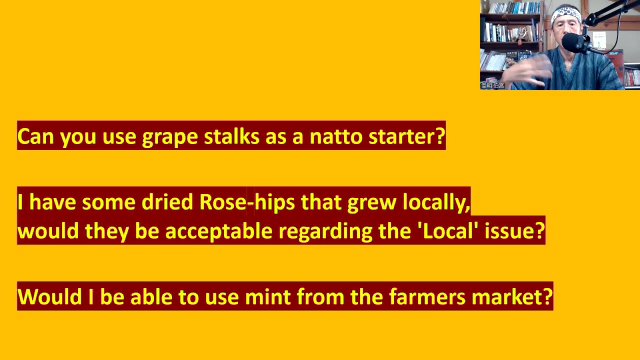 Can you use grape stalks as a natto starter?
I have some dried Rose-hips that grew locally,
would they be acceptable regarding the 'Local' issue?
Would I be able to use mint from the farmers market?